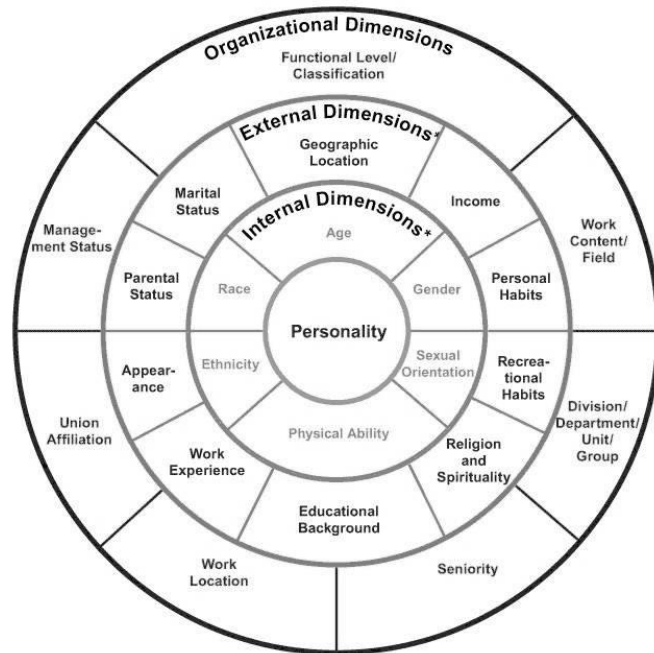 Organizational Dimensions
Functional Level/
Classification
External Dimensions*
Geographic
Location
Marital
Status
Income
Internal Dimensions*
Age
Manage-
ment Status
Work
Content/
Field
Parental
Status
Race
Gender
Personal
Habits
Personality
Appear-
ance
Ethnicity
Sexual
Orientation
Recrea-
tional
Habits
Union
Affiliation
Division/
Department/
Unit/
Group
Physical Ability
Work
Experience
Religion
and
Spirituality
Educational
Background
Work
Location
Seniority